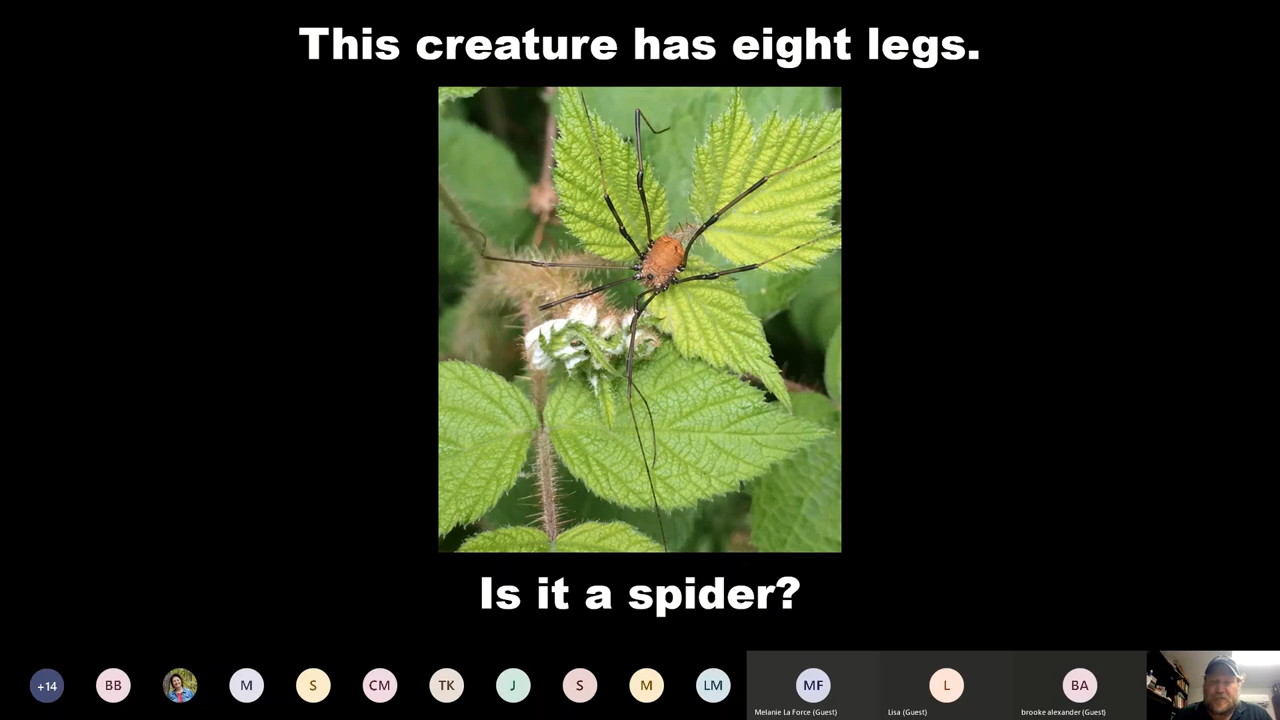 This creature has eight legs.
Is it a spider?
+14
BB
M
S
CM
TK
J
S
M
LM
MF
L
BA
Melanie La Force (Guest)
Lisa (Guest)
brooke alexander (Guest)